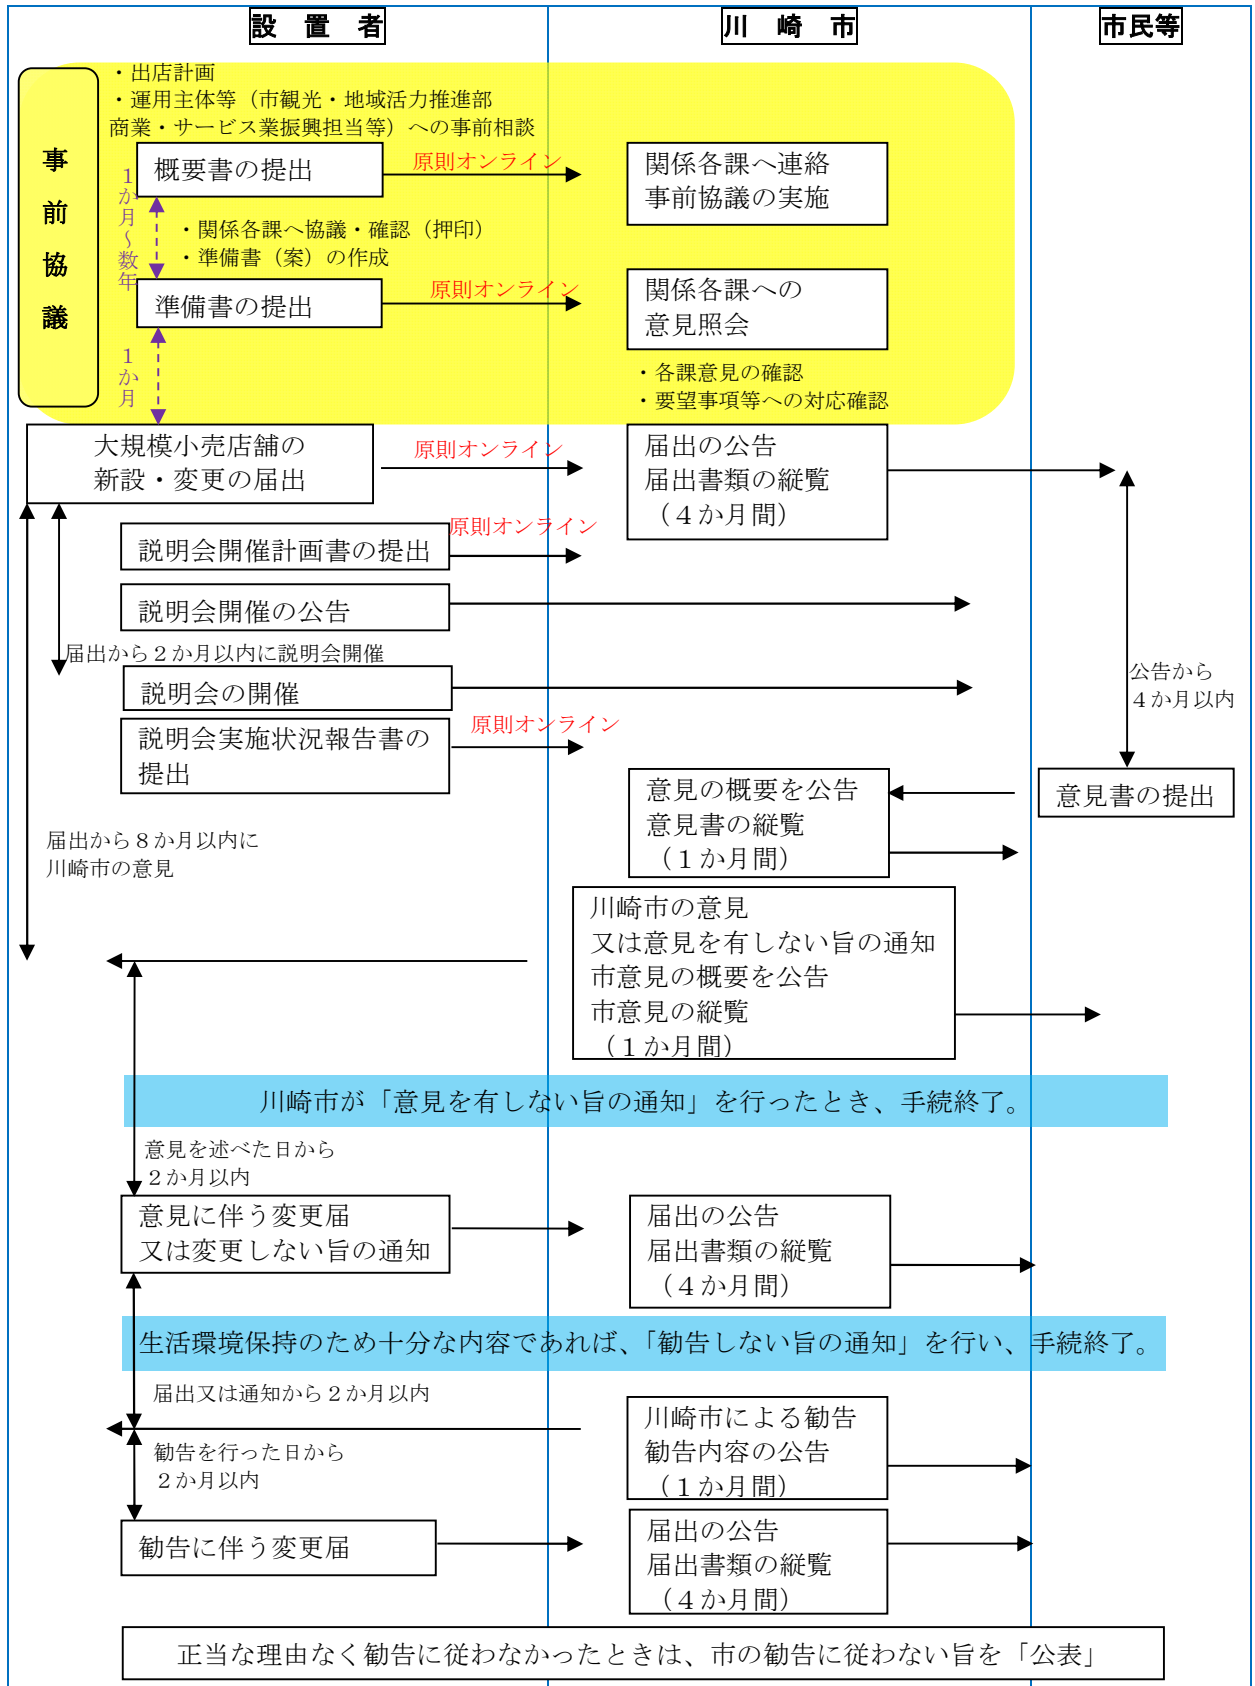 設 置 者
川 崎 市
市民等
事前協議
・出店計画
・運用主体等（市観光・地域活力推進部
商業・サービス業振興担当等）への事前相談
概要書の提出
原則オンライン
関係各課へ連絡
事前協議の実施
１か月～数年
・関係各課へ協議・確認（押印）
・準備書（案）の作成
準備書の提出
原則オンライン
関係各課への
意見照会
１か月
・各課意見の確認
・要望事項等への対応確認
大規模小売店舗の
新設・変更の届出
原則オンライン
届出の公告
届出書類の縦覧
（４か月間）
説明会開催計画書の提出
原則オンライン
説明会開催の公告
届出から２か月以内に説明会開催
説明会の開催
公告から
４か月以内
説明会実施状況報告書の
提出
原則オンライン
意見書の提出
意見の概要を公告
意見書の縦覧
（１か月間）
届出から８か月以内に
川崎市の意見
川崎市の意見
又は意見を有しない旨の通知
市意見の概要を公告
市意見の縦覧
（１か月間）
川崎市が「意見を有しない旨の通知」を行ったとき、手続終了。
意見を述べた日から
２か月以内
意見に伴う変更届
又は変更しない旨の通知
届出の公告
届出書類の縦覧
（４か月間）
生活環境保持のため十分な内容であれば、「勧告しない旨の通知」を行い、手続終了。
届出又は通知から２か月以内
川崎市による勧告
勧告内容の公告
（１か月間）
勧告を行った日から
２か月以内
勧告に伴う変更届
届出の公告
届出書類の縦覧
（４か月間）
正当な理由なく勧告に従わなかったときは、市の勧告に従わない旨を「公表」